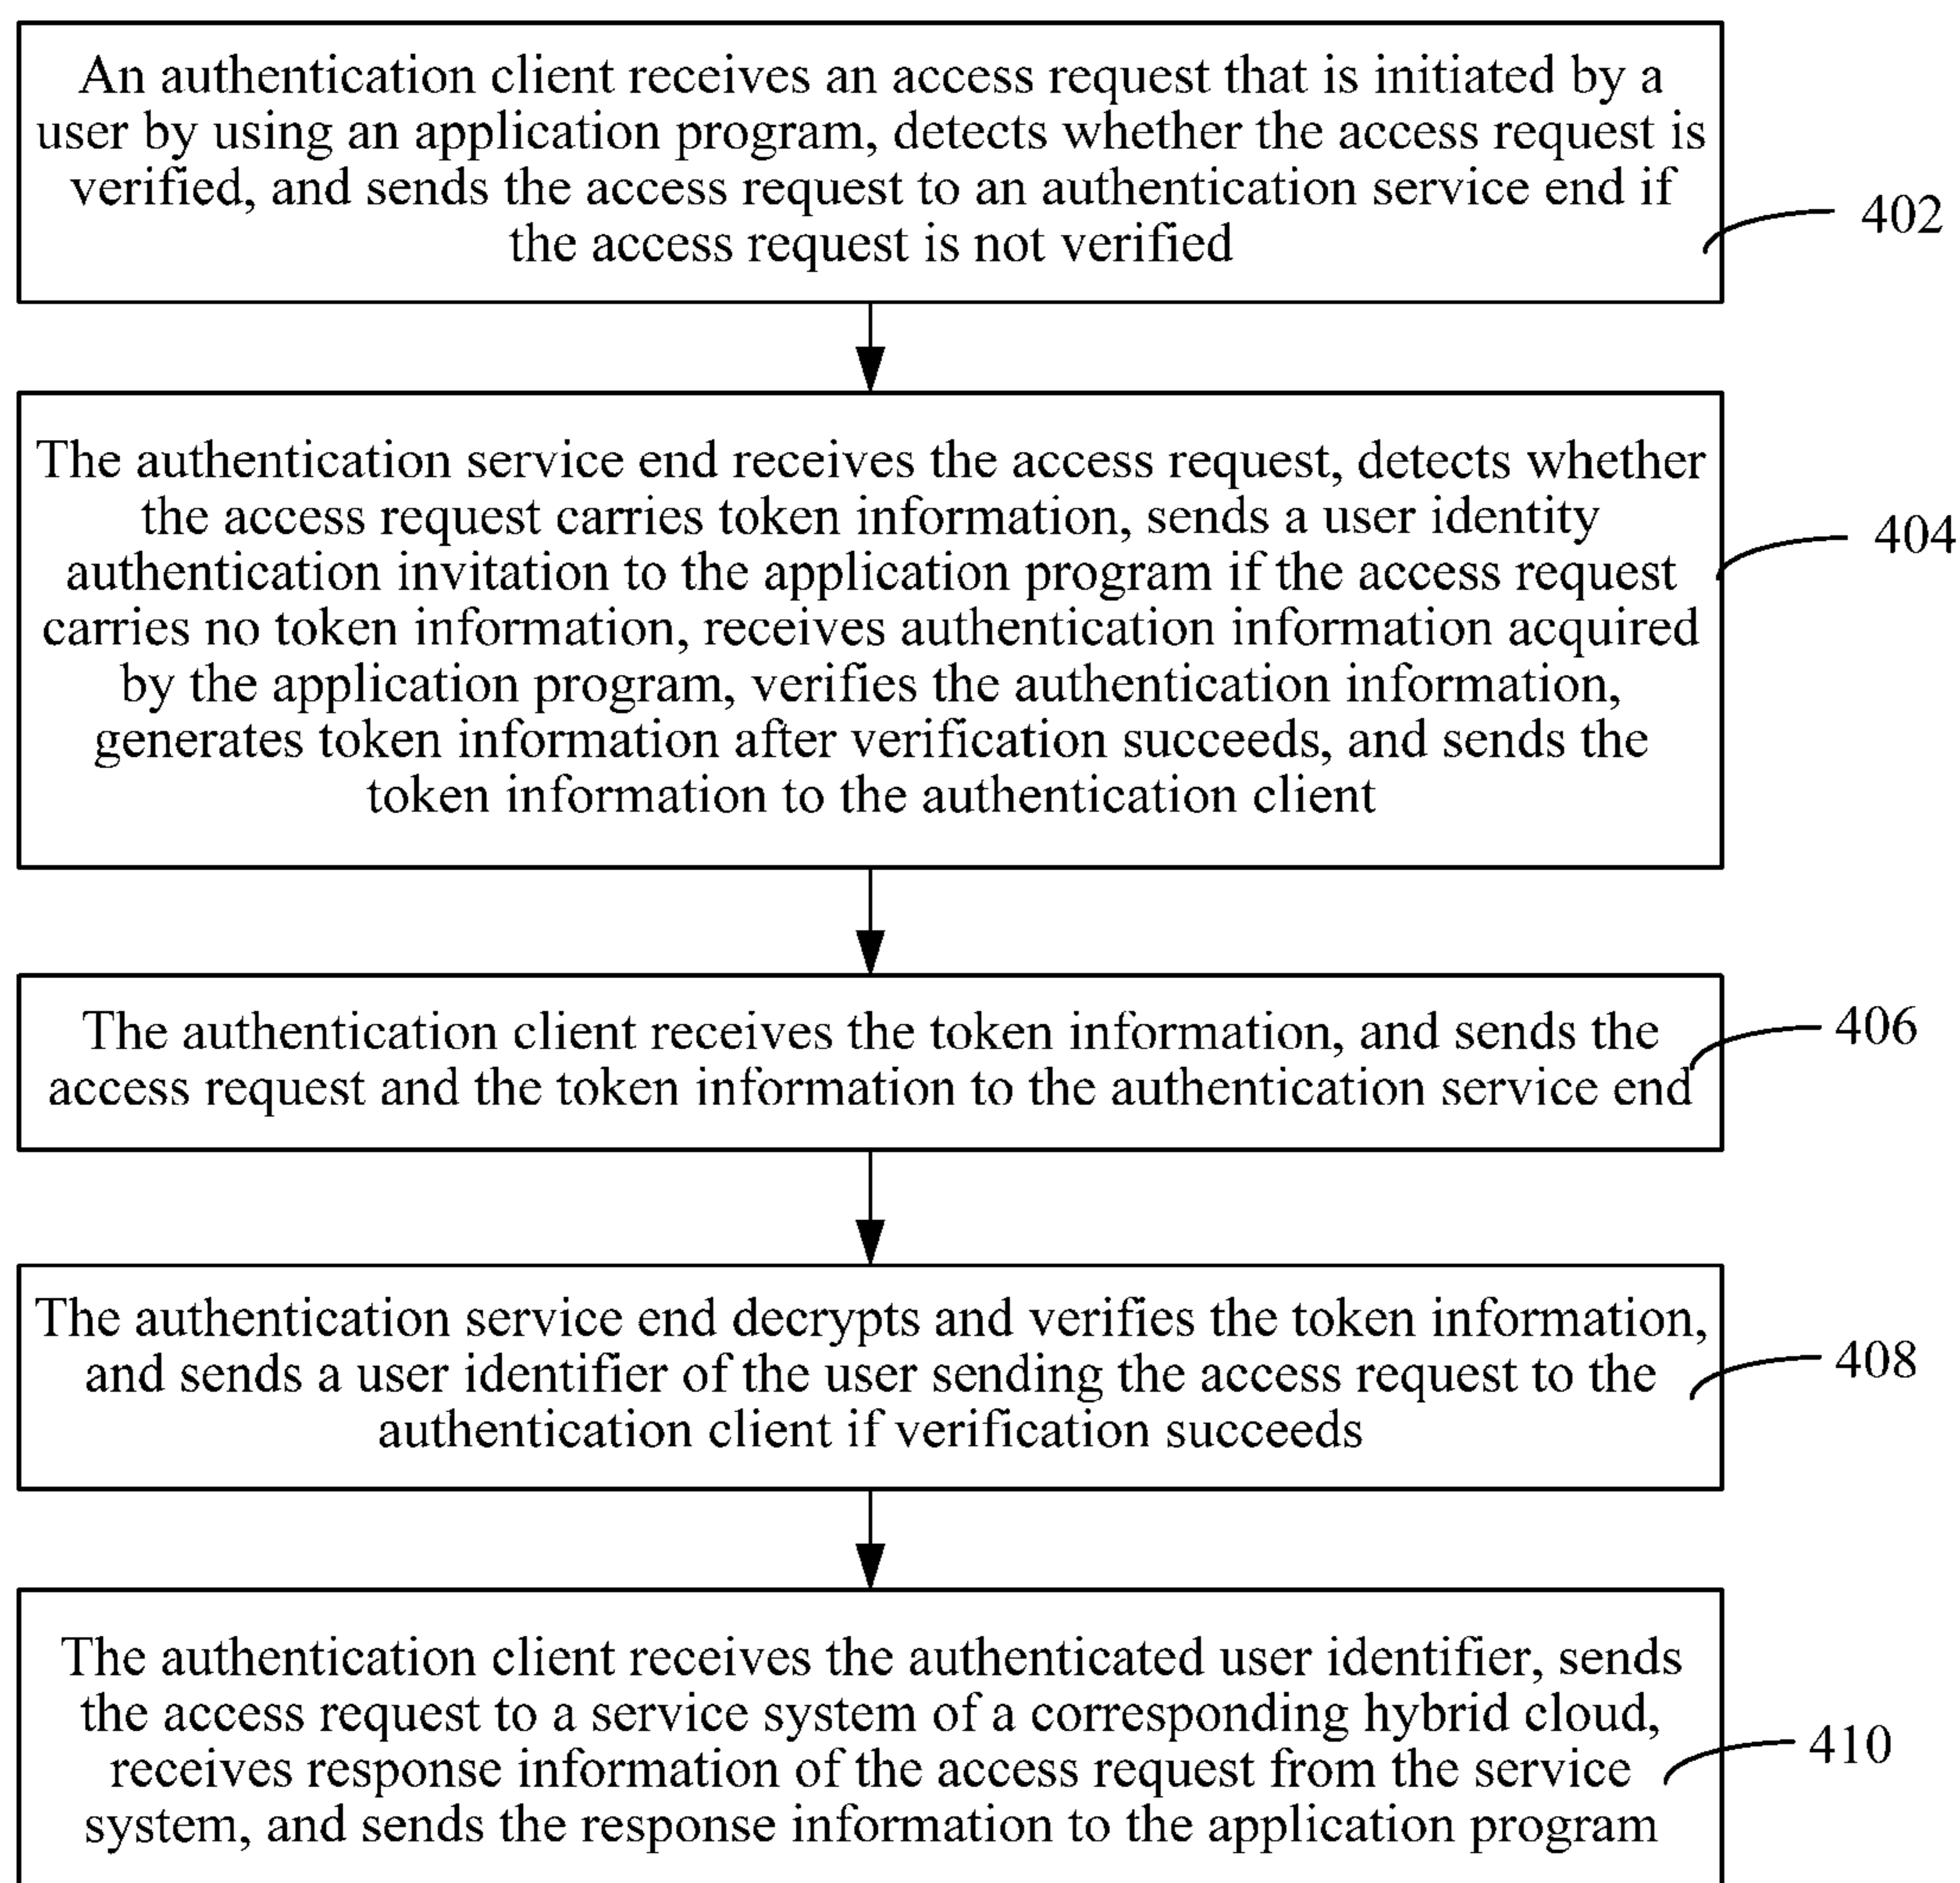 An authentication client receives an access request that is initiated by a
user by using an application program, detects whether the access request is
verified, and sends the access request to an authentication service end if
the access request is not verified
402
The authentication service end receives the access request, detects whether
the access request carries token information, sends a user identity
authentication invitation to the application program if the access request
carries no token information, receives authentication information acquired
by the application program, verifies the authentication information,
generates token information after verification succeeds, and sends the
token information to the authentication client
404
The authentication client receives the token information, and sends the
access request and the token information to the authentication service end
406
The authentication service end decrypts and verifies the token information,
and sends a user identifier of the user sending the access request to the
authentication client if verification succeeds
408
The authentication client receives the authenticated user identifier, sends
the access request to a service system of a corresponding hybrid cloud,
receives response information of the access request from the service
system, and sends the response information to the application program
410